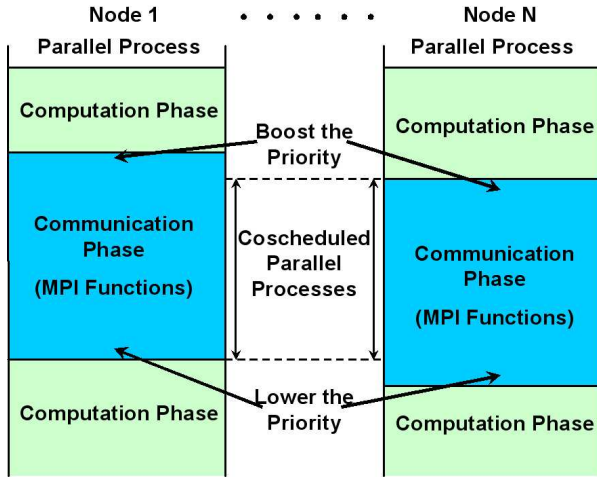 Node 1
Parallel Process
Computation Phase
Communication
Phase
(MPI Functions)
Computation Phase
. . . . . .
Boost the
Priority
Coscheduled
Parallel
Processes
Lower the
Priority
Node N
Parallel Process
Computation Phase
Communication
Phase
(MPI Functions)
Computation Phase